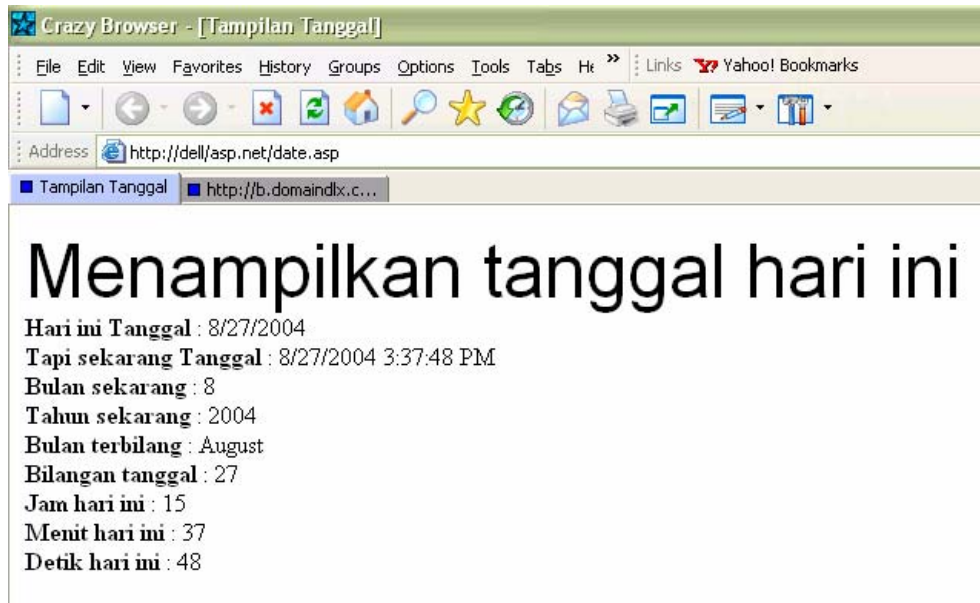 Crazy Browser - [Tampilan Tanggal]
File Edit View Favorites History Groups Options Tools Tabs He » Links Yahoo! Bookmarks
Address http://dell/asp.net/date.asp
Tampilan Tanggal http://b.domaindlx.c...
Menampilkan tanggal hari ini
Hari ini Tanggal : 8/27/2004
Tapi sekarang Tanggal : 8/27/2004 3:37:48 PM
Bulan sekarang : 8
Tahun sekarang : 2004
Bulan terbilang : August
Bilangan tanggal : 27
Jam hari ini : 15
Menit hari ini : 37
Detik hari ini : 48